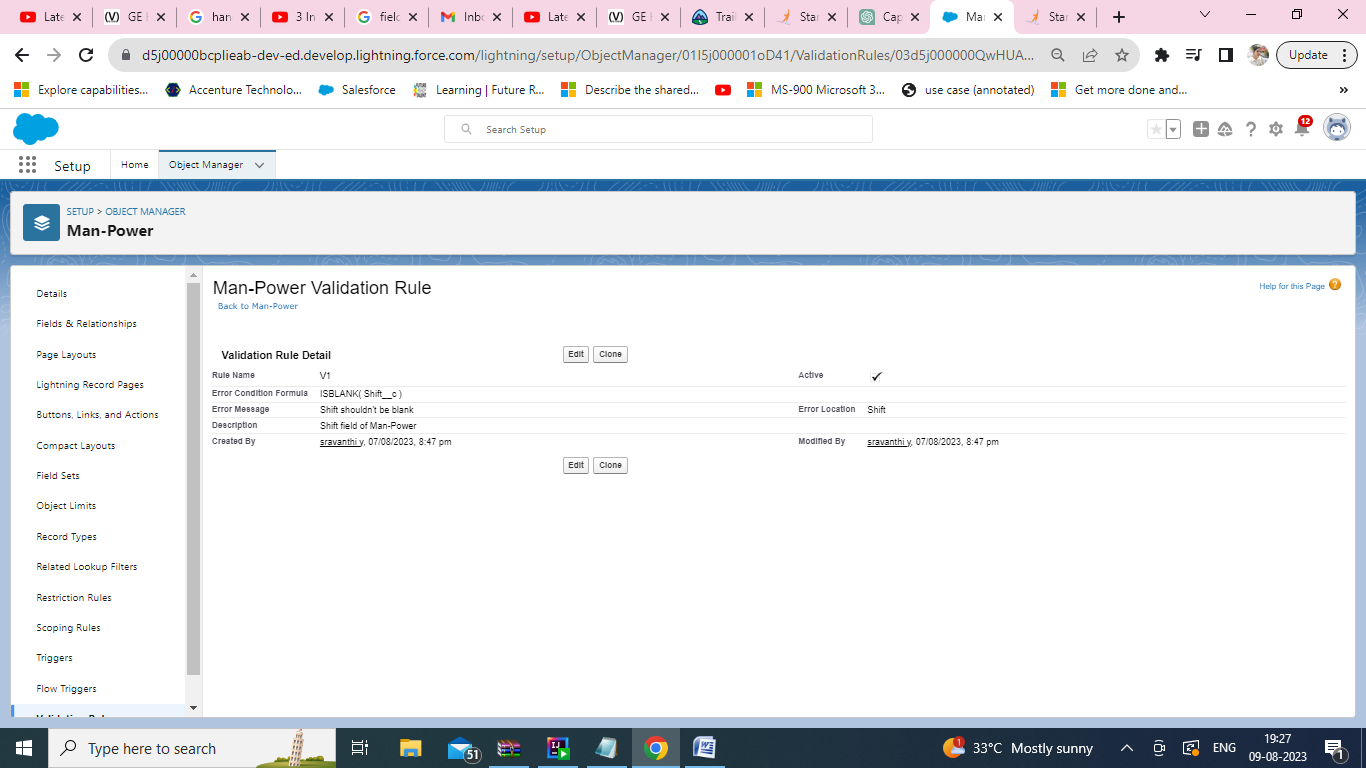 Late GE I har 3 In field Inbo Late GE I Trai Star Cap Mar Star
d5j00000bcplieab-dev-ed.develop.lightning.force.com/lightning/setup/ObjectManager/01I5j000001oD41/ValidationRules/03d5j000000QwHUA... Update
Explore capabilities... Accenture Technolo... Salesforce Learning | Future R... Describe the shared... MS-900 Microsoft 3... use case (annotated) Get more done and... »
Search Setup 12
Setup Home Object Manager
SETUP > OBJECT MANAGER
Man-Power
Details
Fields & Relationships
Page Layouts
Lightning Record Pages
Buttons, Links, and Actions
Compact Layouts
Field Sets
Object Limits
Record Types
Related Lookup Filters
Restriction Rules
Scoping Rules
Triggers
Flow Triggers
Man-Power Validation Rule
Help for this Page
Back to Man-Power
Validation Rule Detail Edit Clone
Rule Name V1 Active
Error Condition Formula ISBLANK( Shift__c )
Error Message Shift shouldn't be blank Error Location Shift
Description Shift field of Man-Power
Created By sravanthi y, 07/08/2023, 8:47 pm Modified By sravanthi y, 07/08/2023, 8:47 pm
Edit Clone
Type here to search 51 33°C Mostly sunny ENG 19:27
09-08-2023 1